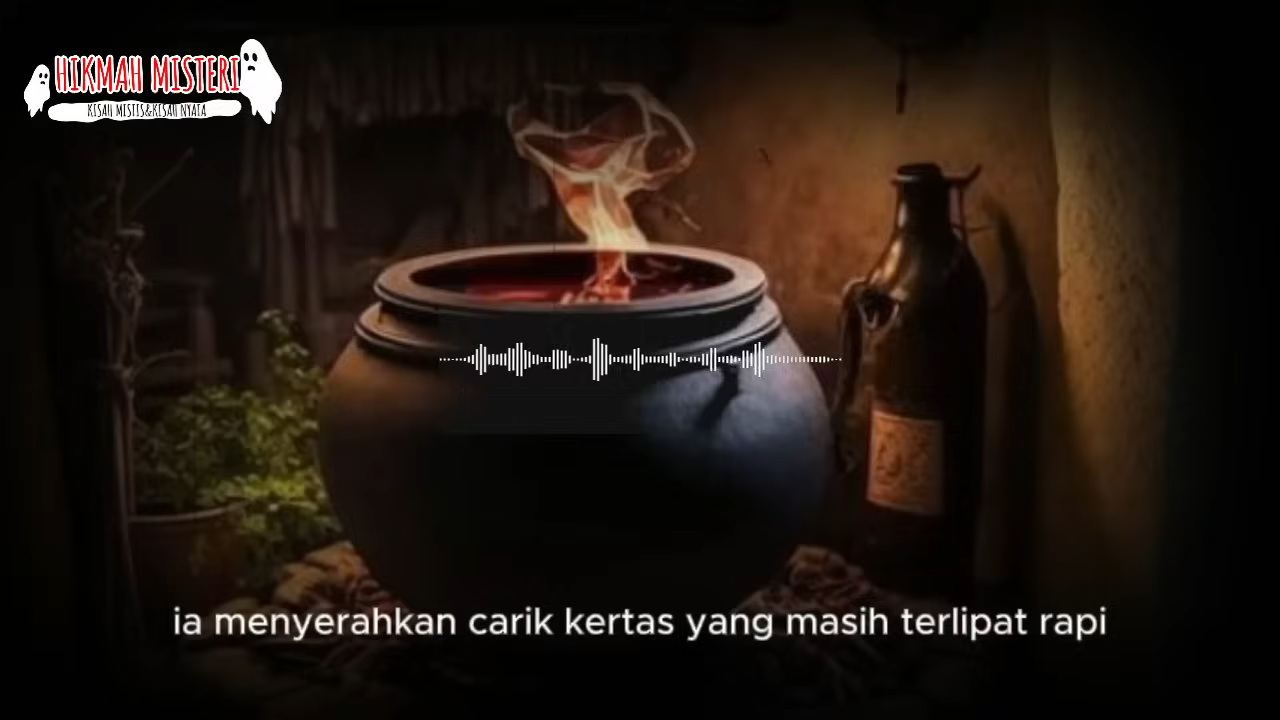 HIKMAH MISTERI
KISAH MISTIS&KISAH NYATA
ia menyerahkan carik kertas yang masih terlipat rapi